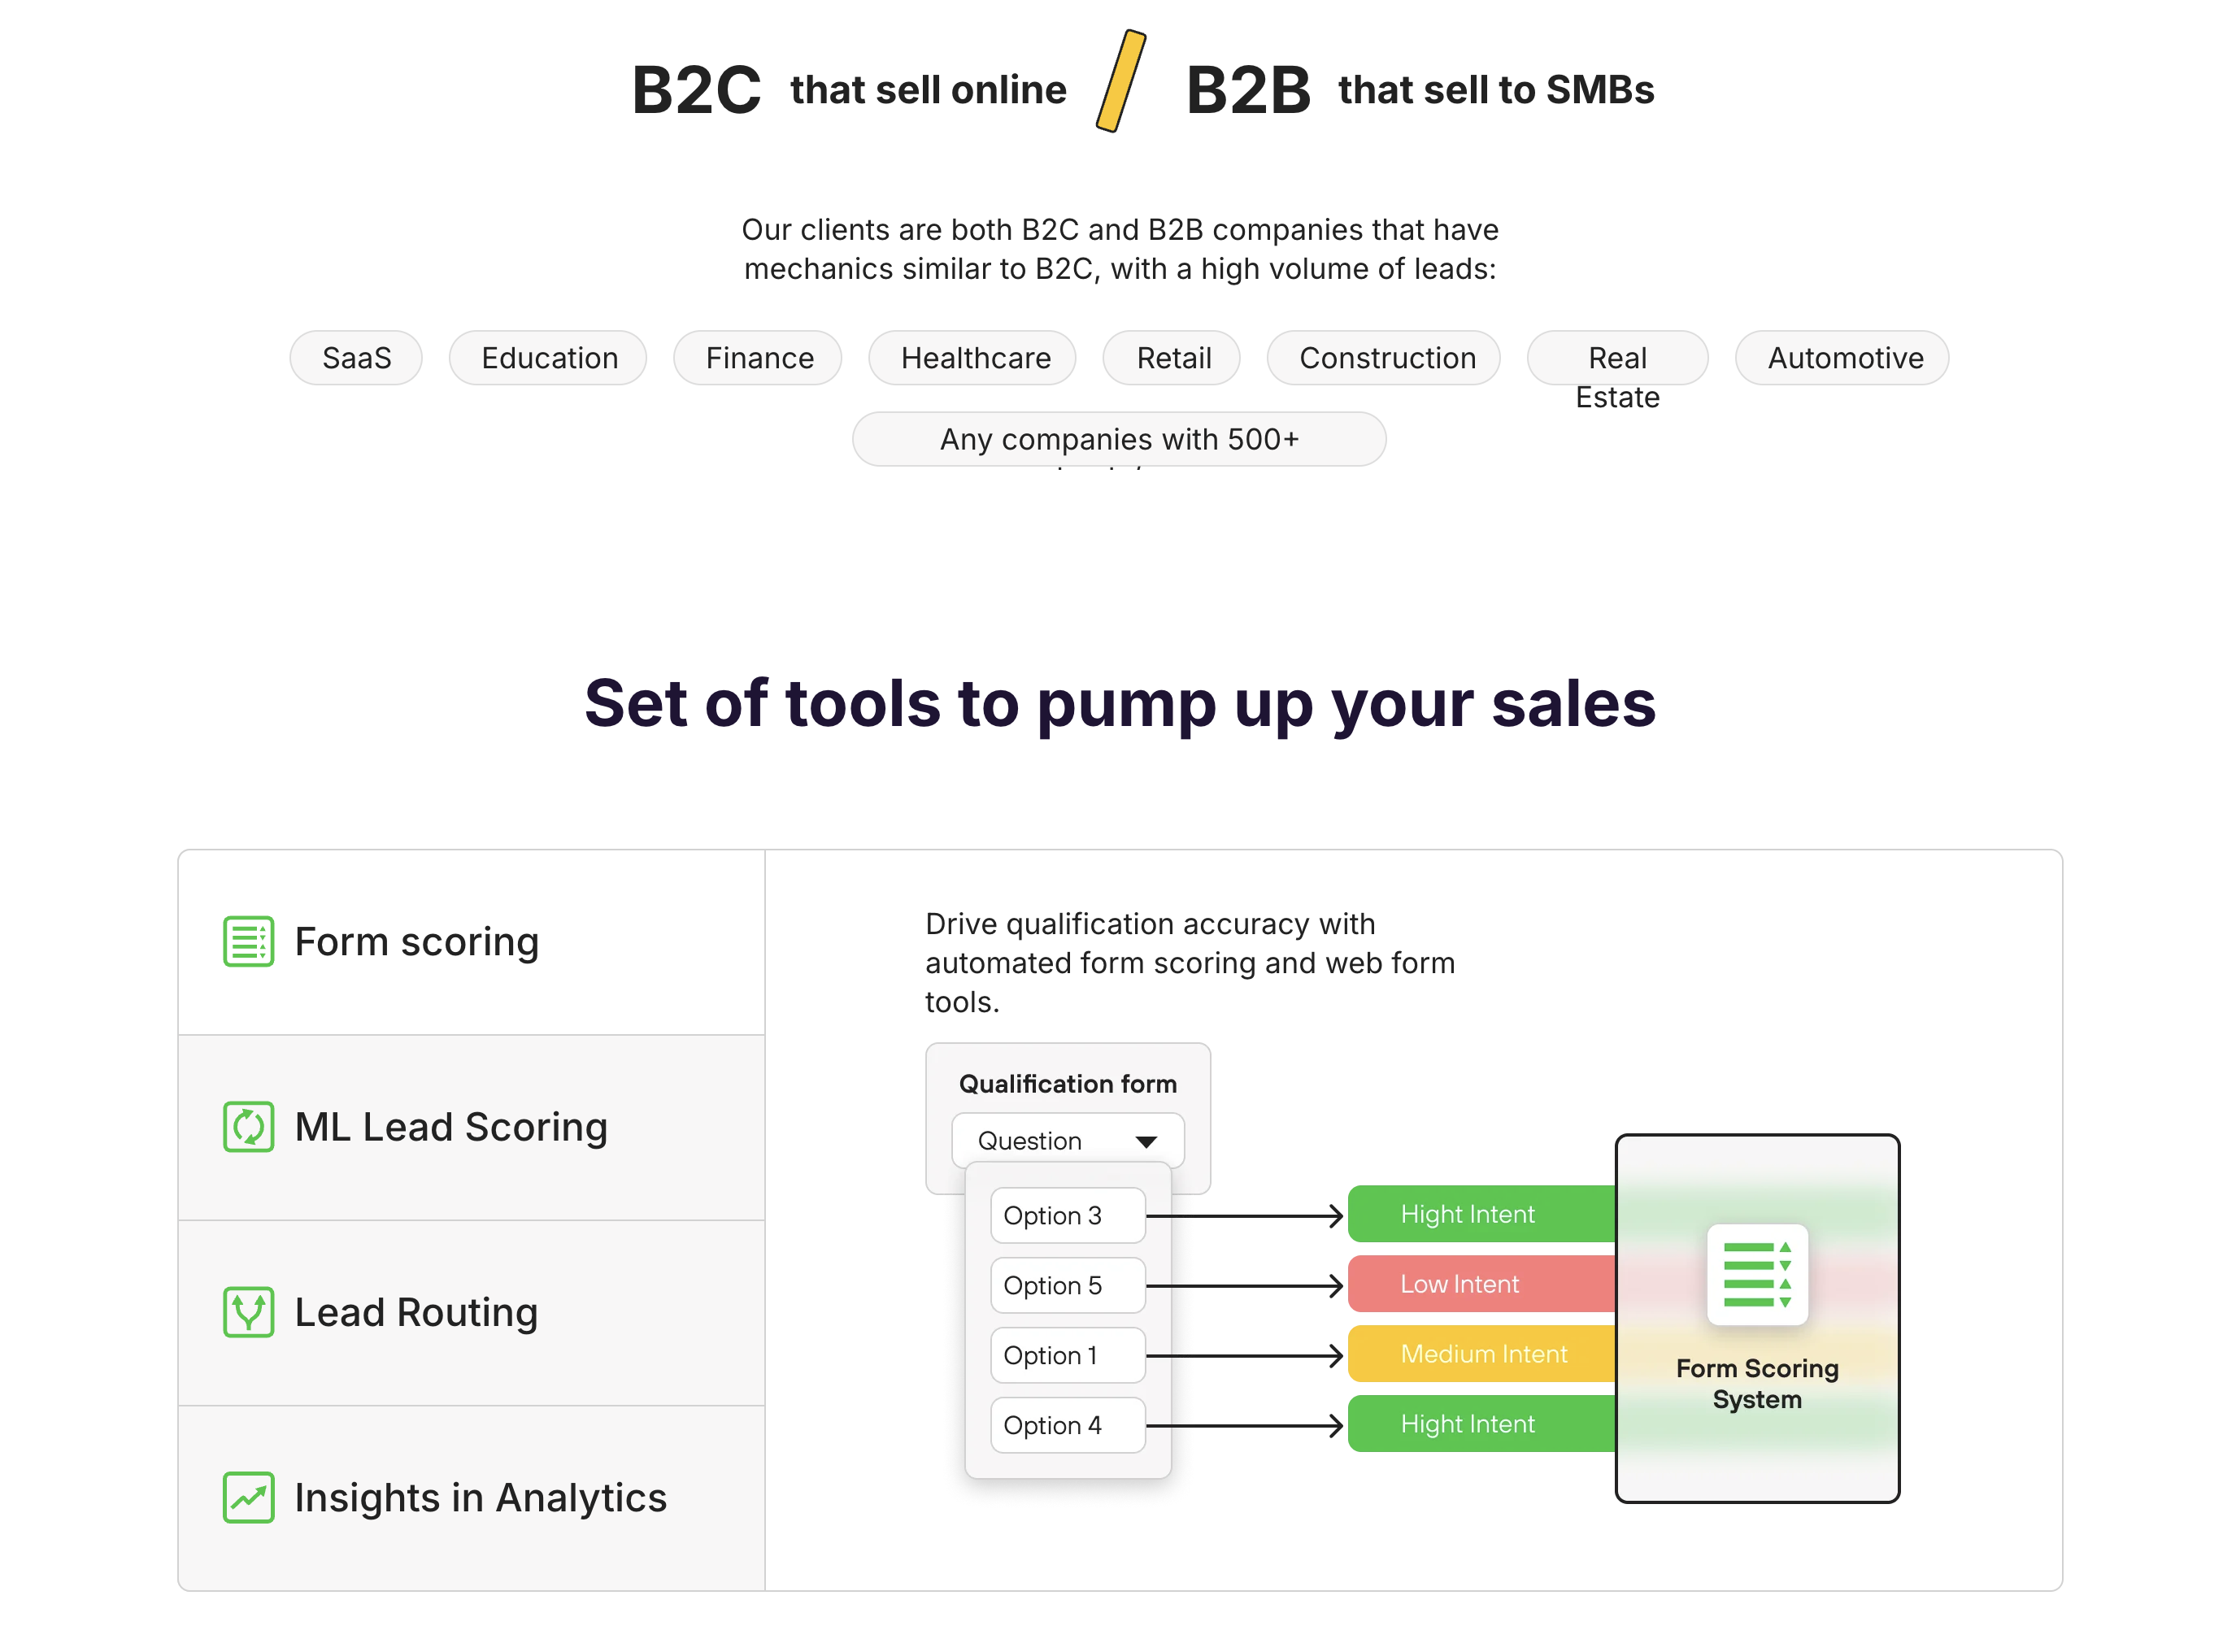 B2C that sell online B2B that sell to SMBs
Our clients are both B2C and B2B companies that have
mechanics similar to B2C, with a high volume of leads:
SaaS
Education
Finance
Healthcare
Retail
Construction
Real
Estate
Automotive
Any companies with 500+
Set of tools to pump up your sales
Form scoring
ML Lead Scoring
Lead Routing
Insights in Analytics
Drive qualification accuracy with
automated form scoring and web form
tools.
Qualification form
Question
Option 3
Hight Intent
Option 5
Low Intent
Option 1
Medium Intent
Option 4
Hight Intent
Form Scoring
System